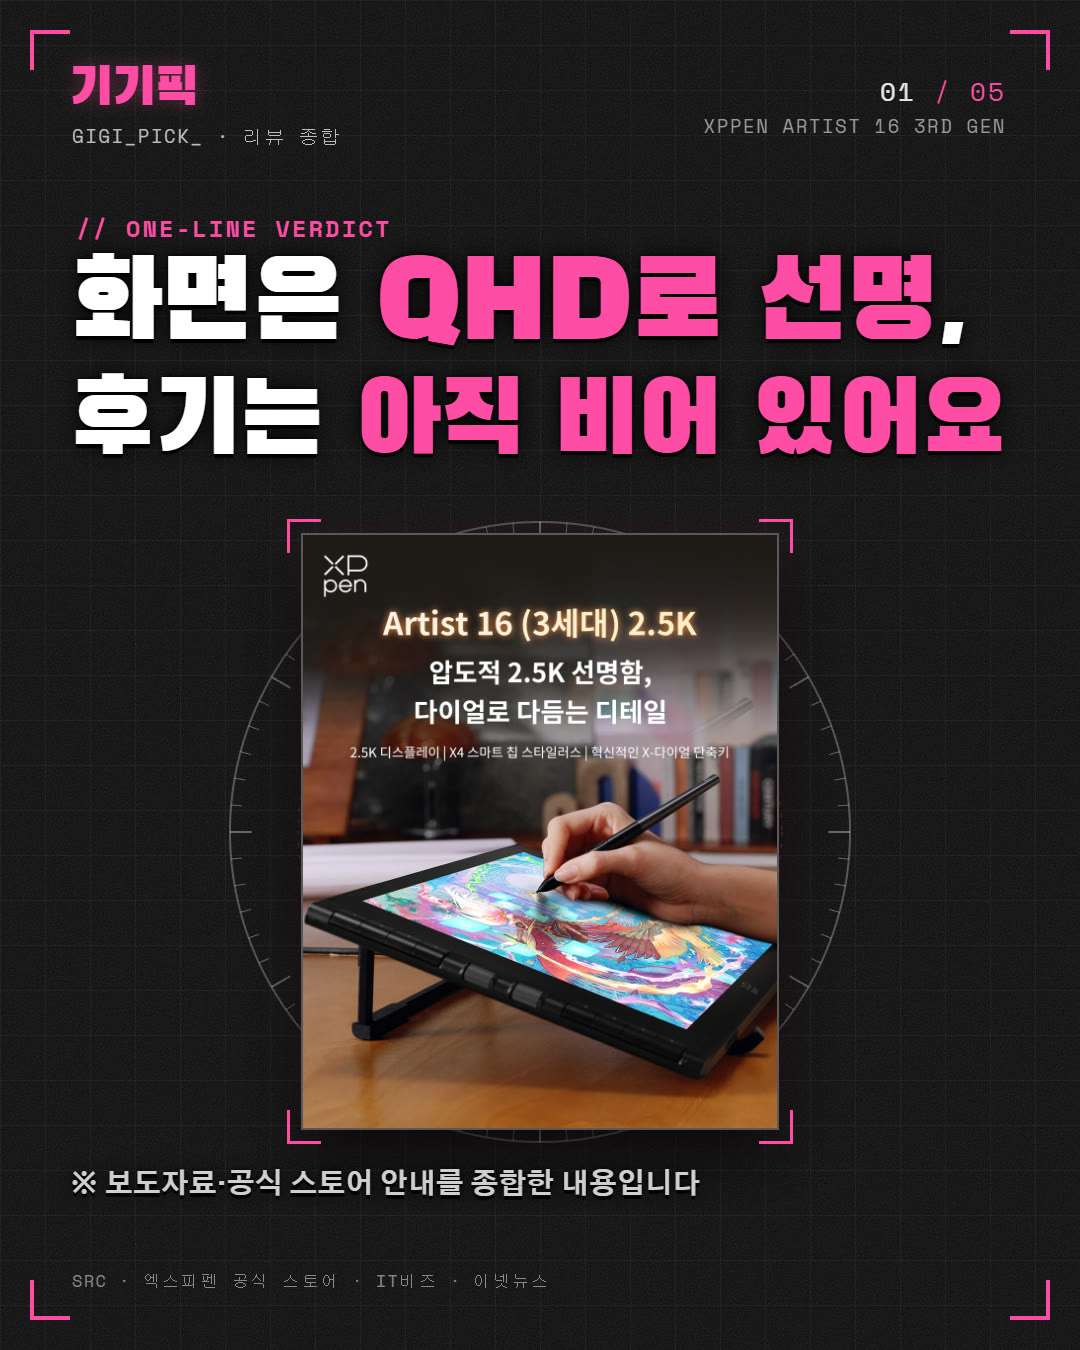 기기픽
GIGI_PICK_ · 리뷰 종합
01 / 05
XPPEN ARTIST 16 3RD GEN
// ONE-LINE VERDICT
화면은 QHD로 선명,
후기는 아직 비어 있어요
XP
pen
Artist 16 (3세대) 2.5K
압도적 2.5K 선명함,
다이얼로 다듬는 디테일
2.5K 디스플레이 | X4 스마트 칩 스타일러스 | 혁신적인 X-다이얼 단축키
※ 보도자료·공식 스토어 안내를 종합한 내용입니다
SRC · 엑스피펜 공식 스토어 · IT비즈 · 이넷뉴스